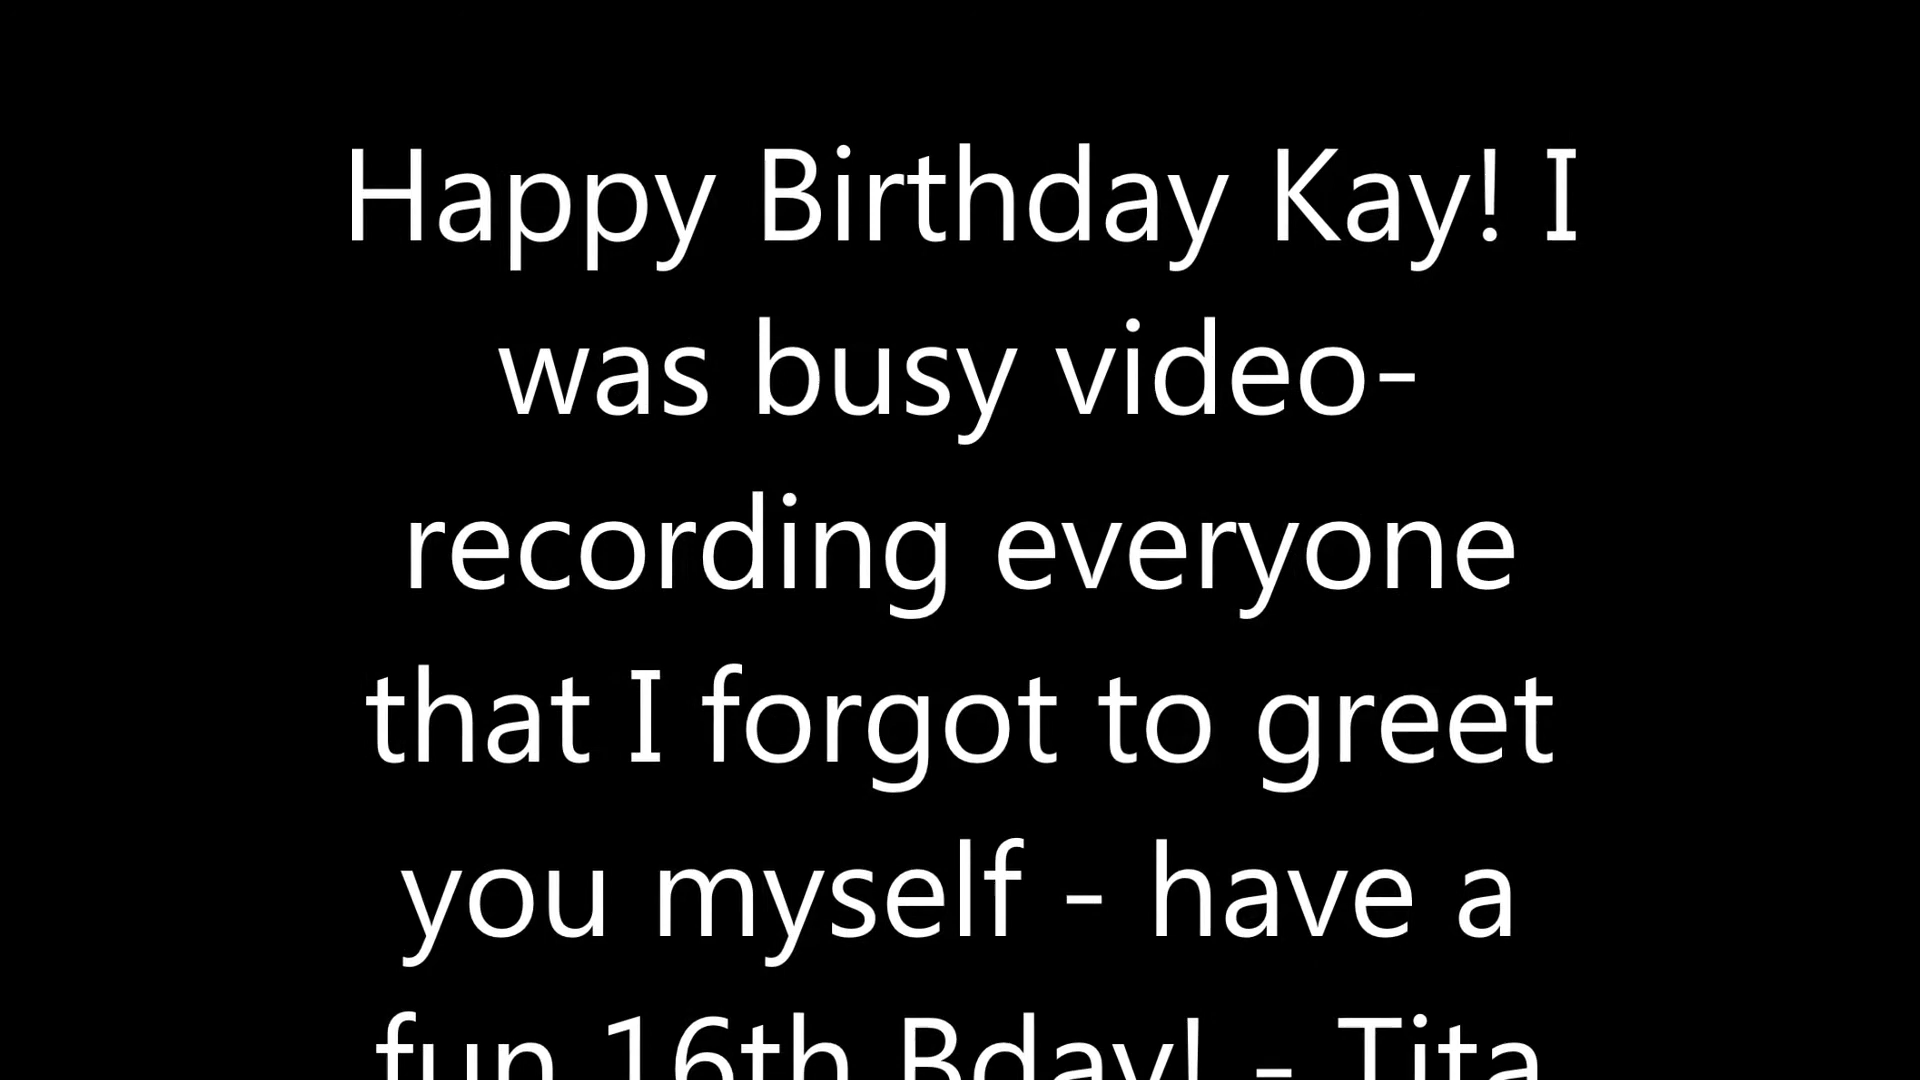 Happy Birthday Kay! I
was busy video-
recording everyone
that I forgot to greet
you myself - have a
fun 16th Bday! - Tita